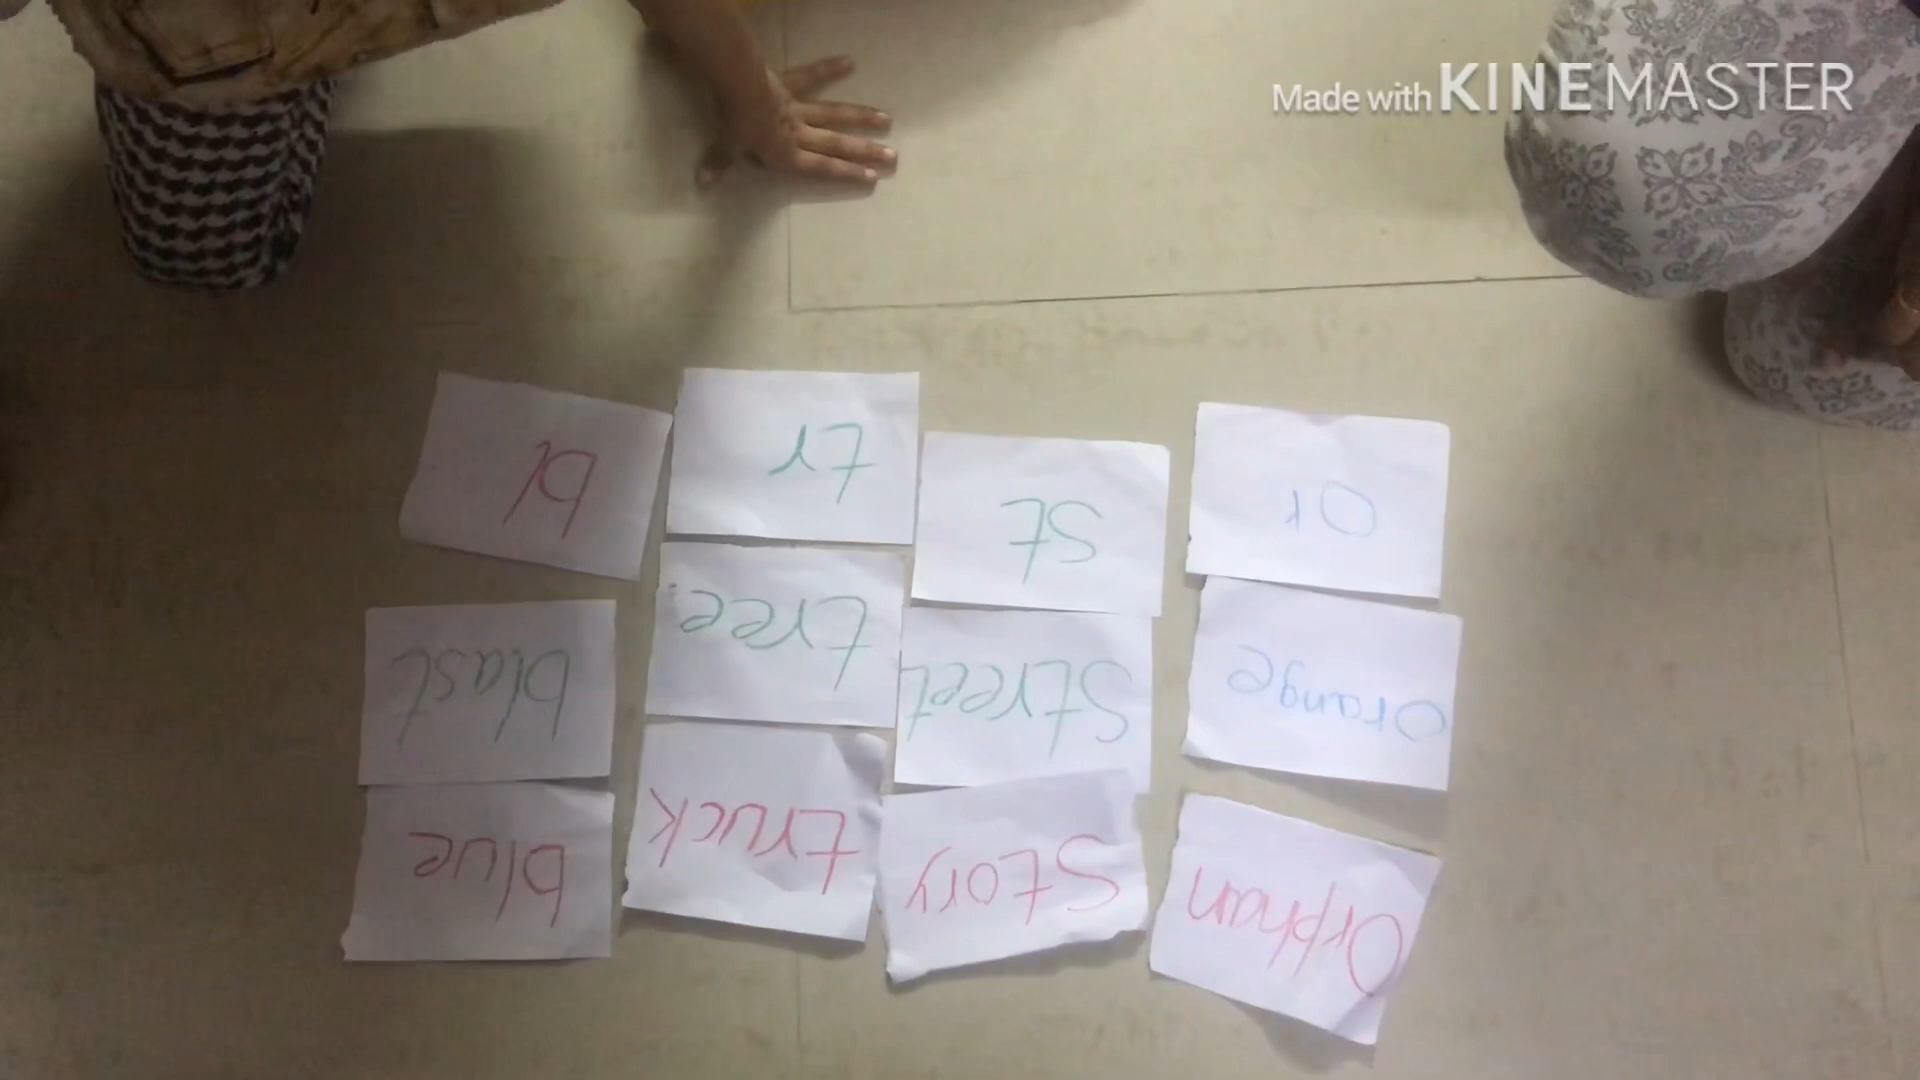 Made with KINEMASTER
Orphan
Story
truck
blue
Orange
Street
tree
blast
Or
St
tr
bl